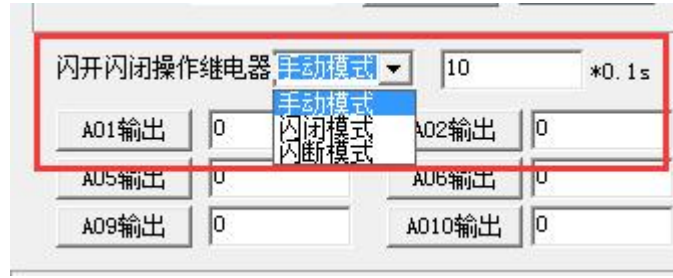 闪开闪闭操作继电器 手动模式 10 *0.1s
手动模式
闪闭模式
闪断模式
A01输出 0 A02输出 0
A05输出 0 A06输出 0
A09输出 0 A010输出 0